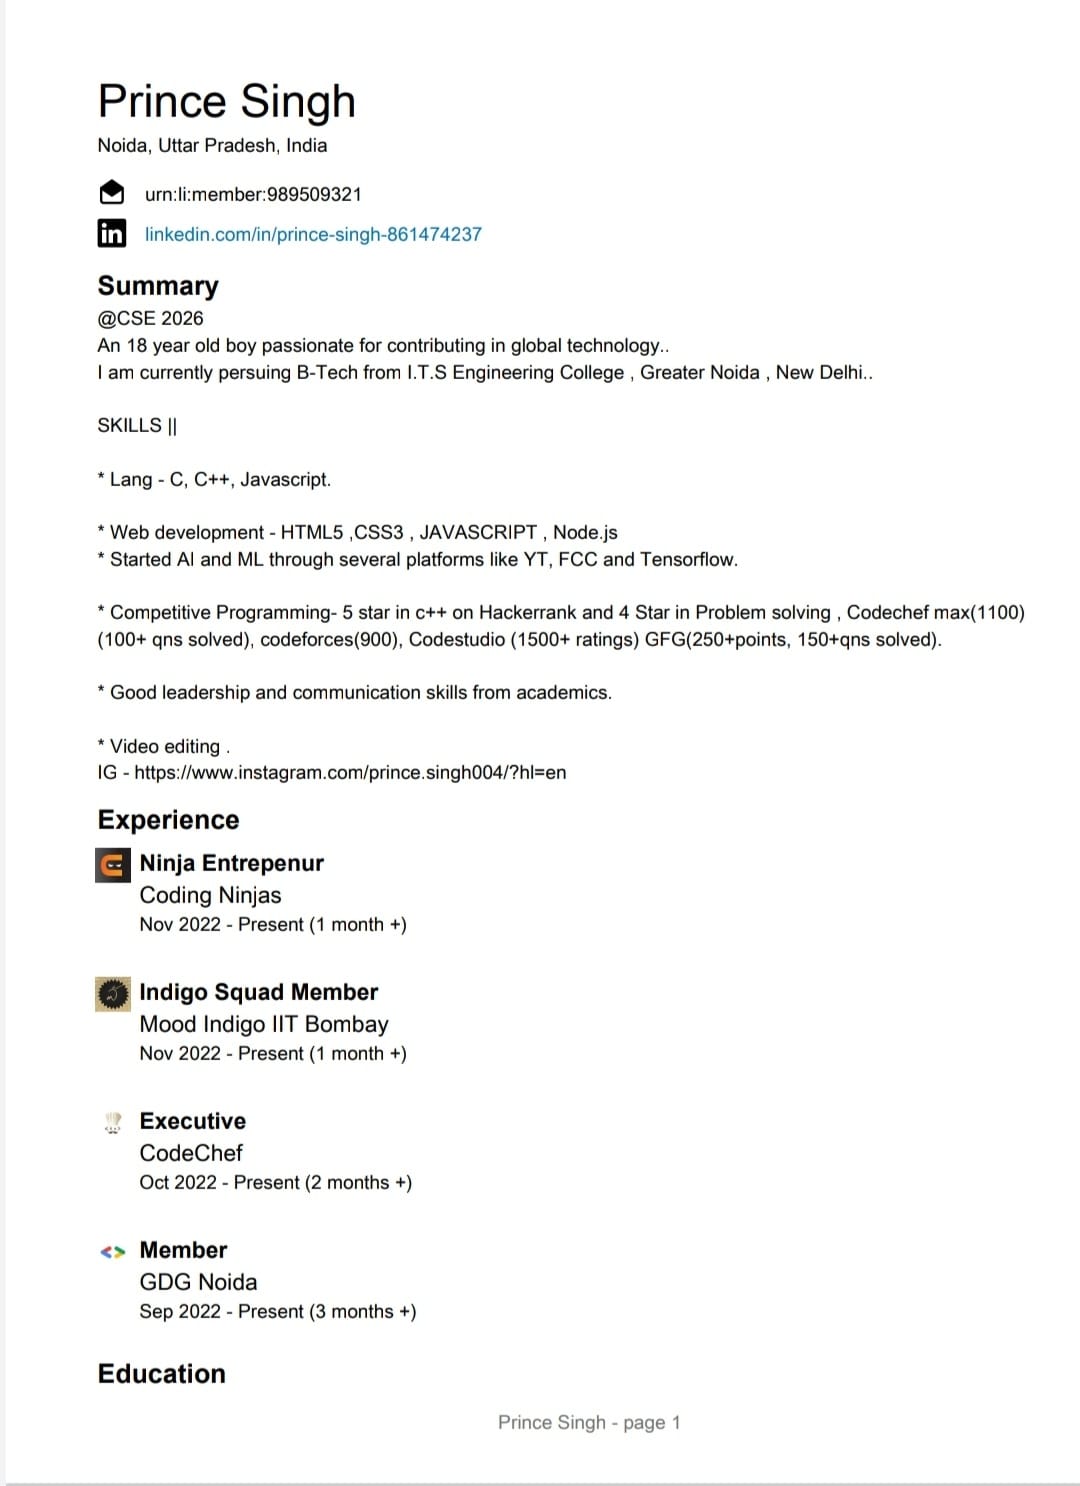 Prince Singh
Noida, Uttar Pradesh, India
urn:li:member:989509321
in linkedin.com/in/prince-singh-861474237
Summary
@CSE 2026
An 18 year old boy passionate for contributing in global technology..
I am currently persuing B-Tech from I.T.S Engineering College , Greater Noida , New Delhi..
SKILLS ||
* Lang - C, C++, Javascript.
* Web development - HTML5 ,CSS3 , JAVASCRIPT , Node.js
* Started AI and ML through several platforms like YT, FCC and Tensorflow.
* Competitive Programming- 5 star in c++ on Hackerrank and 4 Star in Problem solving , Codechef max(1100)
(100+ qns solved), codeforces(900), Codestudio (1500+ ratings) GFG(250+points, 150+qns solved).
* Good leadership and communication skills from academics.
* Video editing .
IG - https://www.instagram.com/prince.singh004/?hl=en
Experience
Ninja Entrepenur
Coding Ninjas
Nov 2022 - Present (1 month +)
Indigo Squad Member
Mood Indigo IIT Bombay
Nov 2022 - Present (1 month +)
Executive
CodeChef
Oct 2022 - Present (2 months +)
Member
GDG Noida
Sep 2022 - Present (3 months +)
Education
Prince Singh - page 1